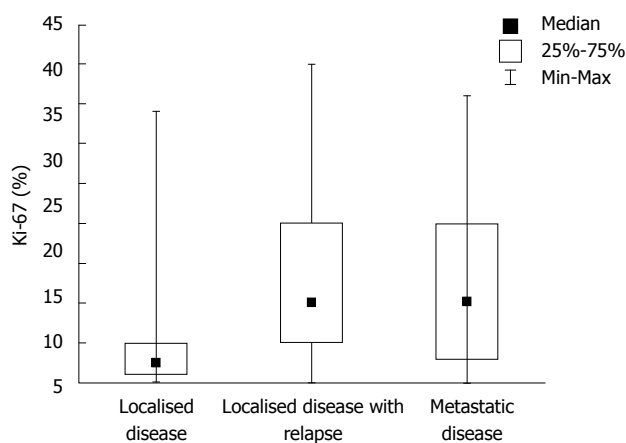 45
40
35
30
25
20
15
10
5
Ki-67 (%)
Median
25%-75%
Min-Max
Localised
disease
Localised disease with
relapse
Metastatic
disease